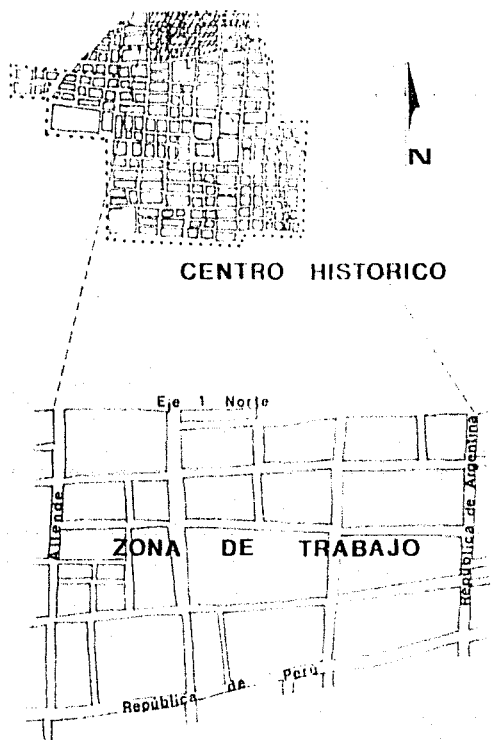 N
CENTRO HISTORICO
Eje 1 Norte
Allende
República de Argentina
ZONA DE TRABAJO
República de Perú